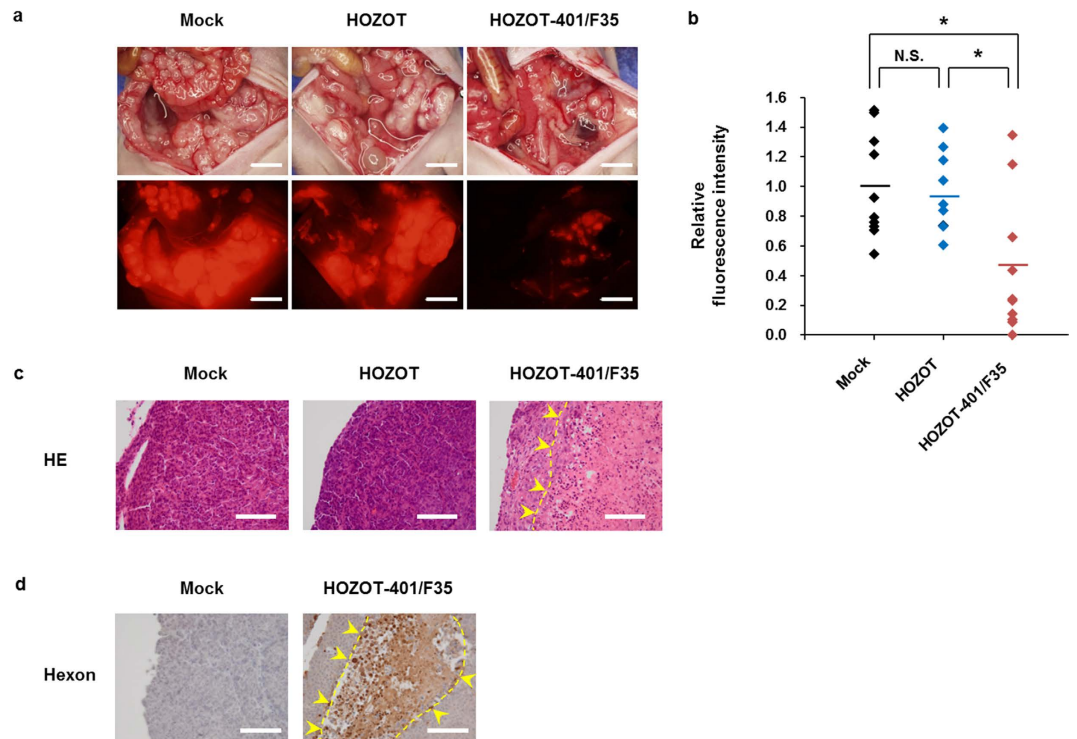 a
Mock HOZOT HOZOT-401/F35
b
*
N.S. *
Relative
fluorescence intensity
1.6
1.4
1.2
1.0
0.8
0.6
0.4
0.2
0.0
Mock
HOZOT
HOZOT-401/F35
c
Mock HOZOT HOZOT-401/F35
HE
d
Mock HOZOT-401/F35
Hexon